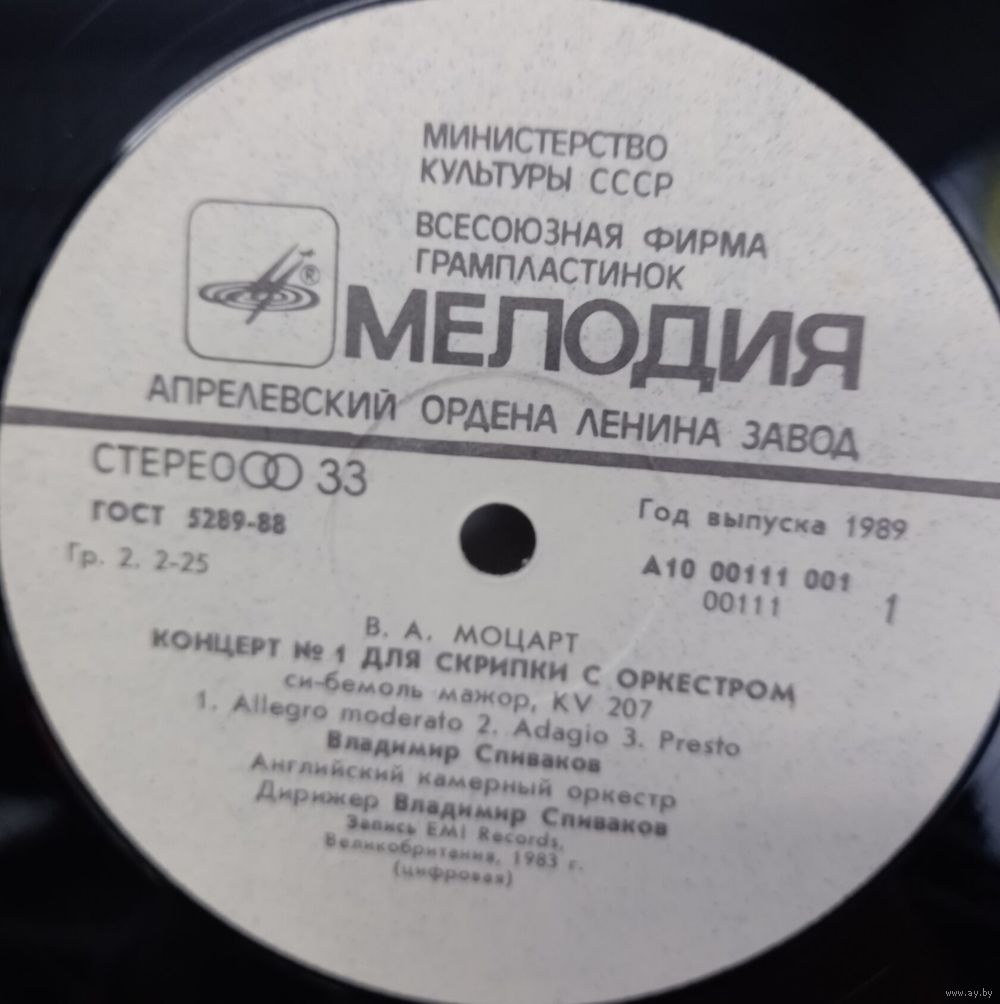 МИНИСТЕРСТВО
КУЛЬТУРЫ СССР
ВСЕСОЮЗНАЯ ФИРМА
ГРАМПЛАСТИНОК
®
МЕЛОДИЯ
АПРЕЛЕВСКИЙ ОРДЕНА ЛЕНИНА ЗАВОД
СТЕРЕО 33
ГОСТ 5289-88
Гр. 2. 2-25
Год выпуска 1989
А10 00111 001
00111
1
В. А. МОЦАРТ
КОНЦЕРТ № 1 ДЛЯ СКРИПКИ С ОРКЕСТРОМ
си-бемоль мажор, KV 207
1. Allegro moderato 2. Adagio 3. Presto
Владимир Спиваков
Английский камерный оркестр
Дирижер Владимир Спиваков
Запись EMI Records,
Великобритания, 1983 г.
(цифровая)
www.ay.by